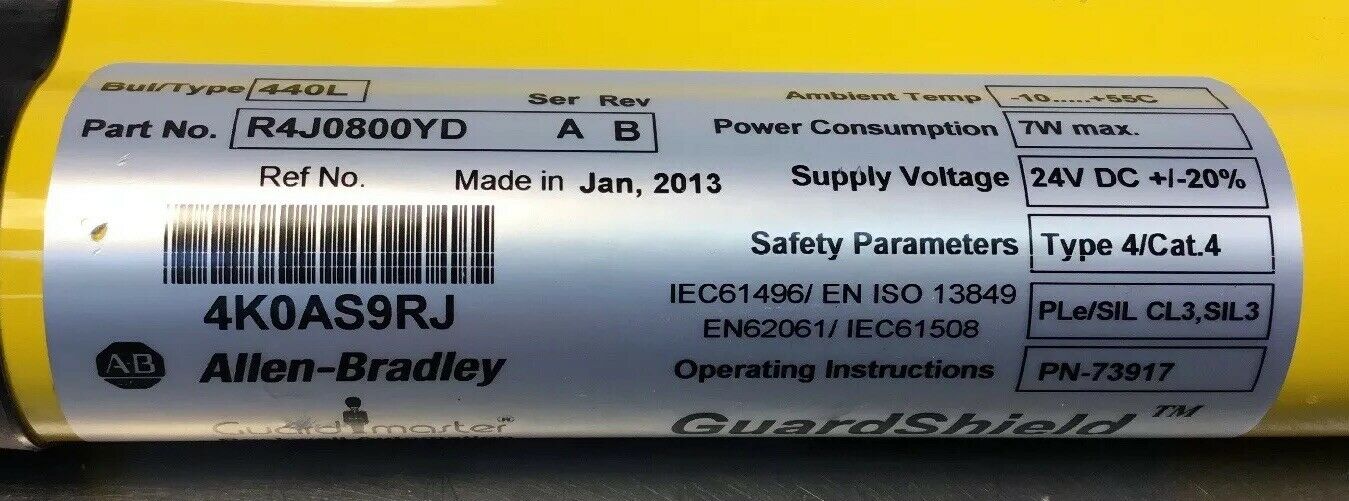 Bul/Type 440L
Ser Rev
Part No. R4J0800YD A B
Ref No. Made in Jan, 2013
4K0AS9RJ
AB Allen-Bradley
Guardmaster ®
Ambient Temp -10.....+55C
Power Consumption 7W max.
Supply Voltage 24V DC +/-20%
Safety Parameters Type 4/Cat.4
IEC61496/ EN ISO 13849
EN62061/ IEC61508
PLe/SIL CL3,SIL3
Operating Instructions PN-73917
GuardShield TM